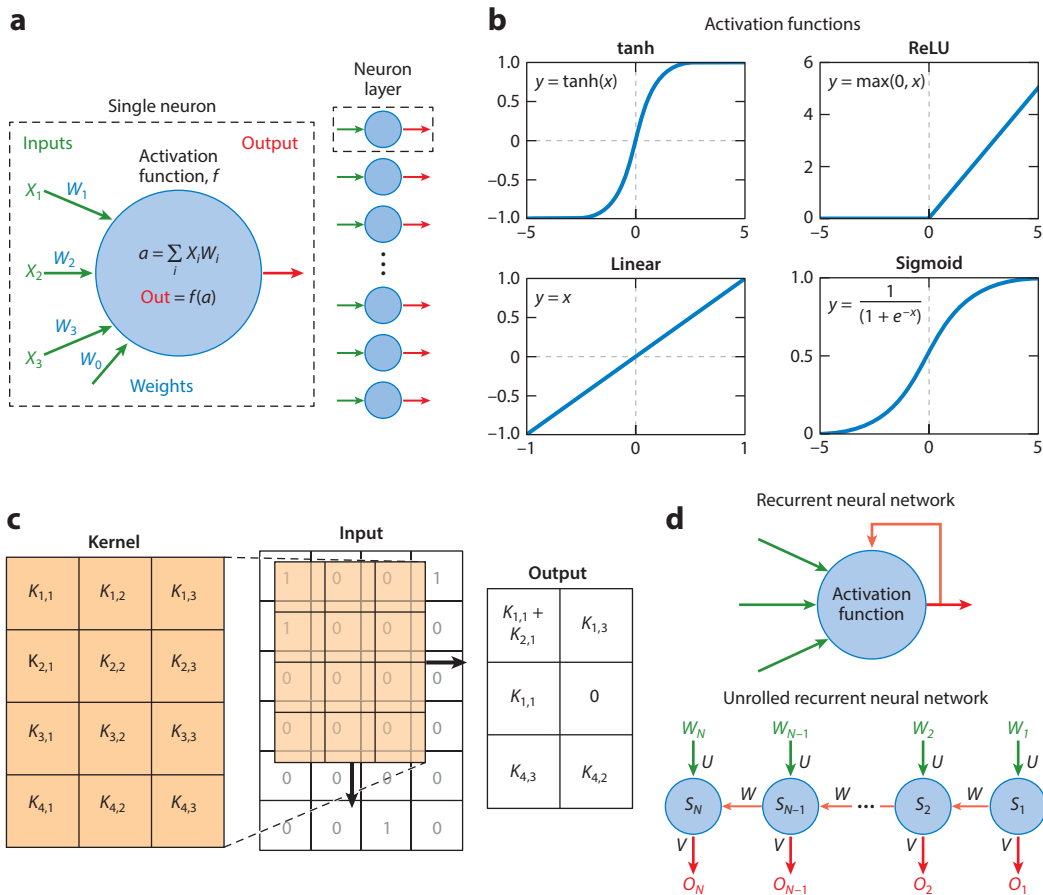 a
Single neuron
Inputs
Output
Activation
function, f
X₁
W₁
X₂
W₂
X₃
W₃
W₀
a = ∑ XᵢWᵢ
i
Out = f(a)
Weights
Neuron
layer
b
Activation functions
tanh
y = tanh(x)
1.0
0.5
0
−0.5
−1.0
−5
0
5
ReLU
y = max(0, x)
6
4
2
0
−5
0
5
Linear
y = x
1.0
0.5
0
−0.5
−1.0
−1
0
1
Sigmoid
y = 1 / (1 + e⁻ˣ)
1.0
0.5
0
−5
0
5
c
Kernel
K1,1 K1,2 K1,3
K2,1 K2,2 K2,3
K3,1 K3,2 K3,3
K4,1 K4,2 K4,3
Input
1 0 0 1
1 0 0 0
0 0 0 0
0 0 0 0
0 0 0 0
0 0 1 0
Output
K1,1 +
K2,1
K1,3
K1,1 0
K4,3 K4,2
d
Recurrent neural network
Activation
function
Unrolled recurrent neural network
W_N W_N−1 W₂ W₁
U U U U
W W W
S_N S_N−1 ••• S₂ S₁
V V V V
O_N O_N−1 O₂ O₁